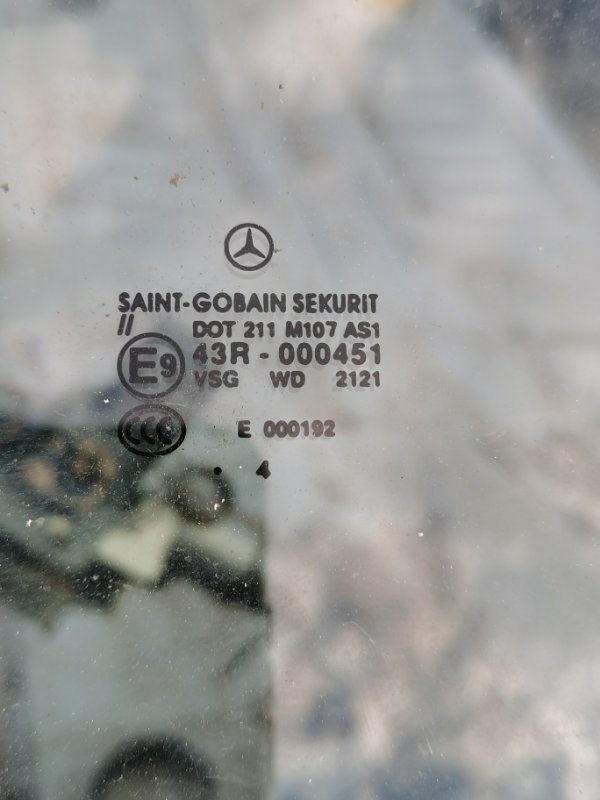 SAINT-GOBAIN SEKURIT
// DOT 211 M107 AS1
E9 43R - 000451
VSG WD 2121
CCC E 000192
. 4